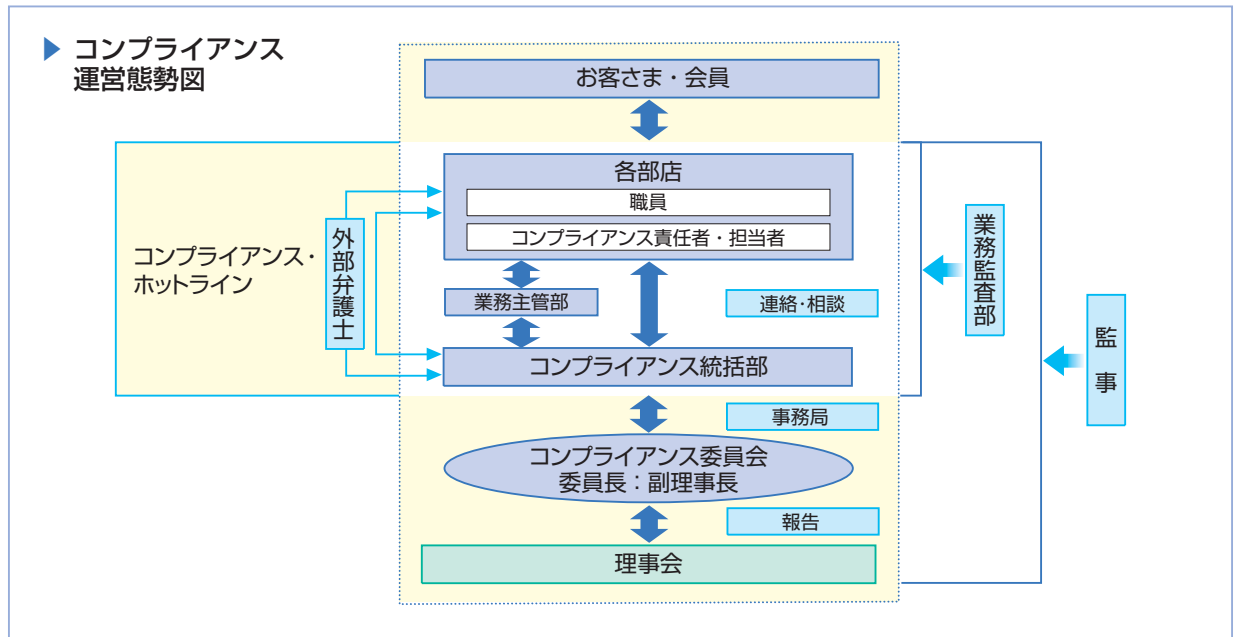 コンプライアンス
運営態勢図
お客さま・会員
各部店
職員
コンプライアンス責任者・担当者
コンプライアンス・
ホットライン
外部弁護士
業務主管部
連絡・相談
コンプライアンス統括部
業務監査部
監事
事務局
コンプライアンス委員会
委員長：副理事長
報告
理事会